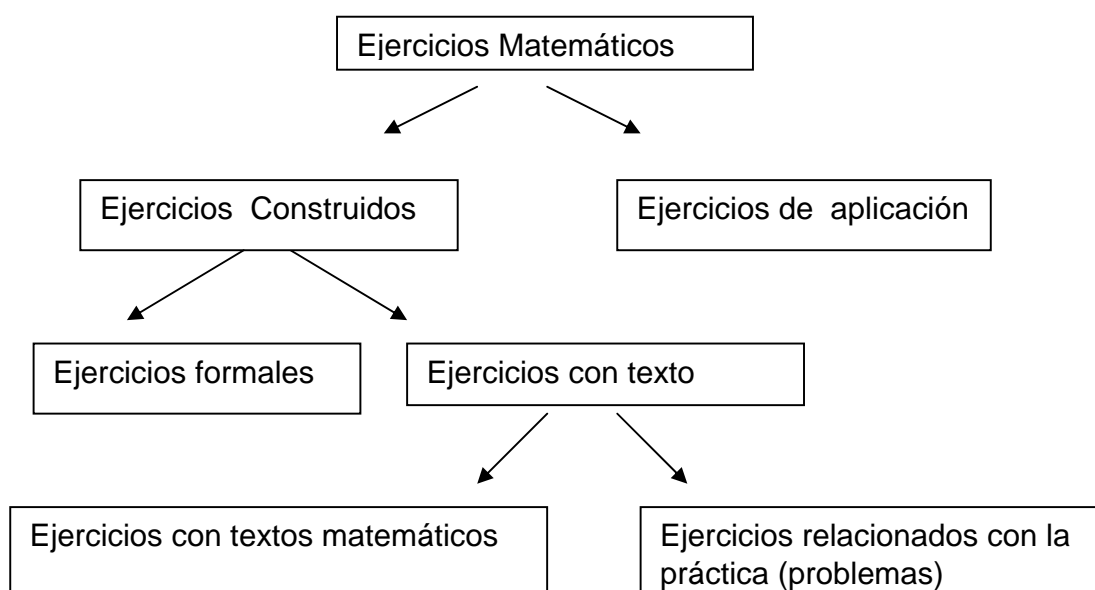 Ejercicios Matemáticos
Ejercicios Construidos
Ejercicios de aplicación
Ejercicios formales
Ejercicios con texto
Ejercicios con textos matemáticos
Ejercicios relacionados con la
práctica (problemas)